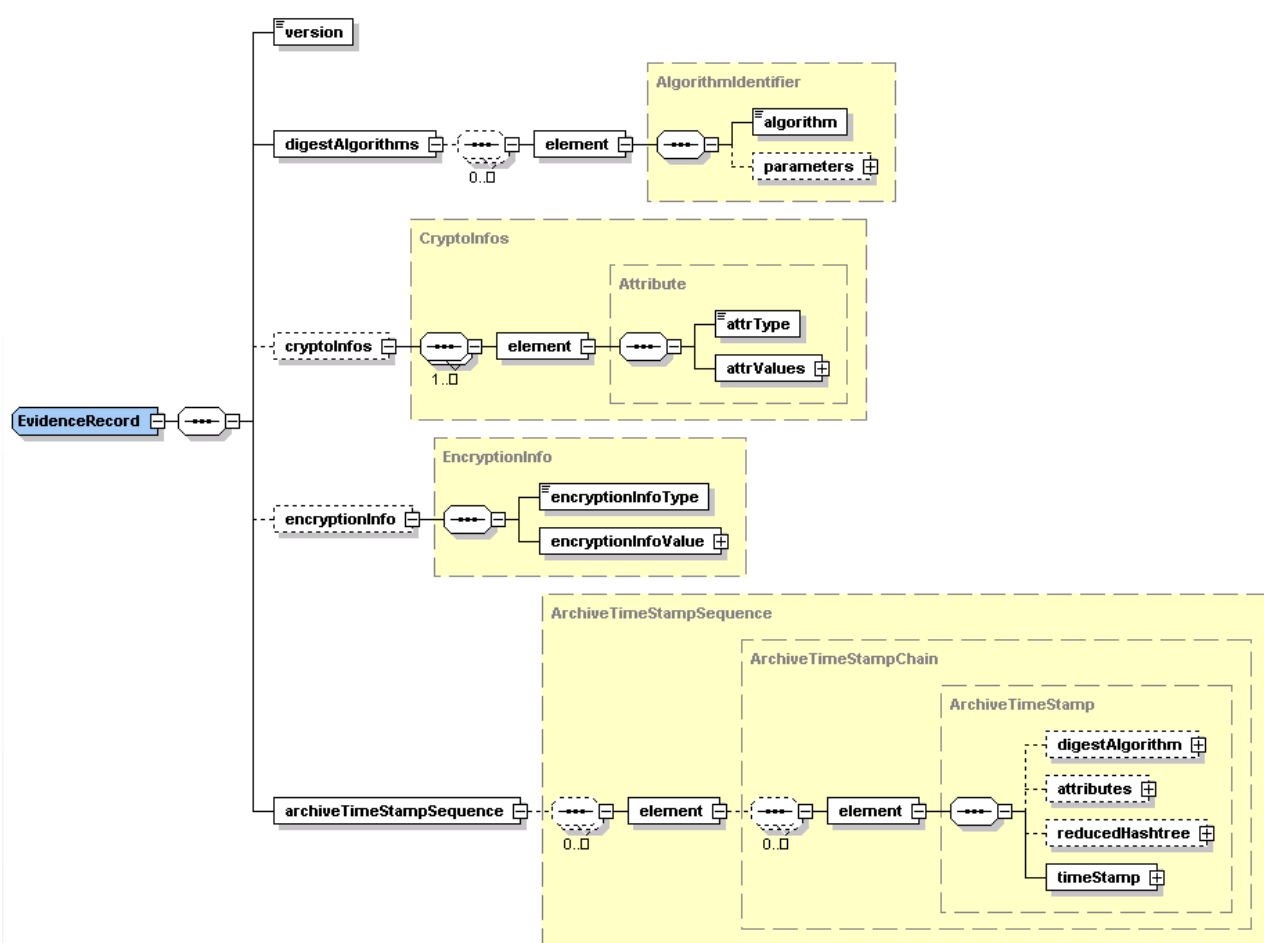 version
AlgorithmIdentifier
algorithm
digestAlgorithms
element
parameters
0..□
CryptoInfos
Attribute
attrType
cryptoInfos
element
attrValues
1..□
EvidenceRecord
EncryptionInfo
encryptionInfoType
encryptionInfo
encryptionInfoValue
ArchiveTimeStampSequence
ArchiveTimeStampChain
ArchiveTimeStamp
digestAlgorithm
attributes
archiveTimeStampSequence
element
element
reducedHashtree
0..□
0..□
timeStamp